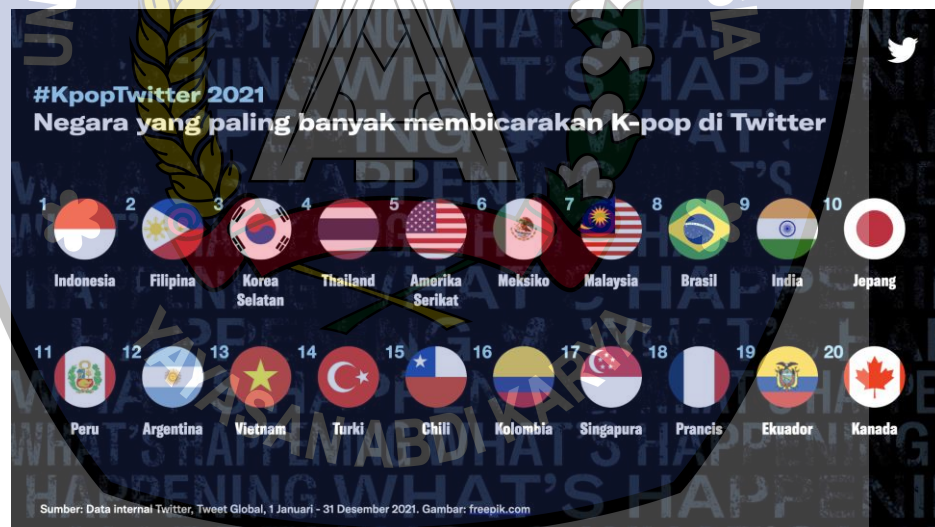 #KpopTwitter 2021
Negara yang paling banyak membicarakan K-pop di Twitter
1 2 3 4 5 6 7 8 9 10
Indonesia Filipina Korea Selatan Thailand Amerika Serikat Meksiko Malaysia Brasil India Jepang
11 12 13 14 15 16 17 18 19 20
Peru Argentina Vietnam Turki Chili Kolombia Singapura Prancis Ekuador Kanada
YAYASAN ABDI KARYA
Sumber: Data internal Twitter, Tweet Global, 1 Januari - 31 Desember 2021. Gambar: freepik.com